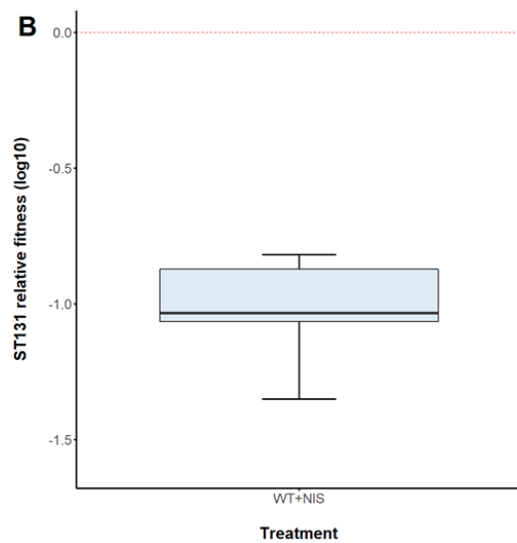 B
ST131 relative fitness (log10)
0.0
-0.5
-1.0
-1.5
WT+NIS
Treatment